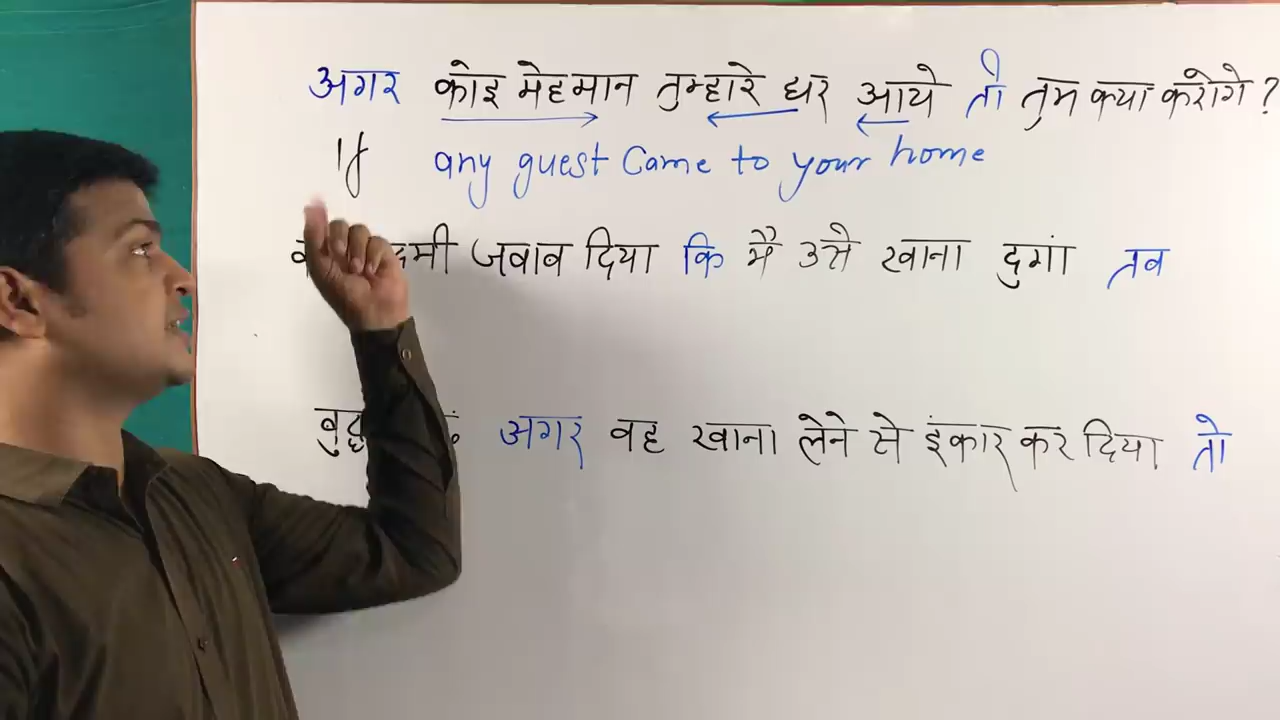 अगर कोइ मेहमान तुम्हारे घर आये तो तुम क्या करोगे ?
If any guest Came to your home
जवाब दिया कि मै उसे खाना दुगां तब
अगर वह खाना लेने से इंकार कर दिया तो